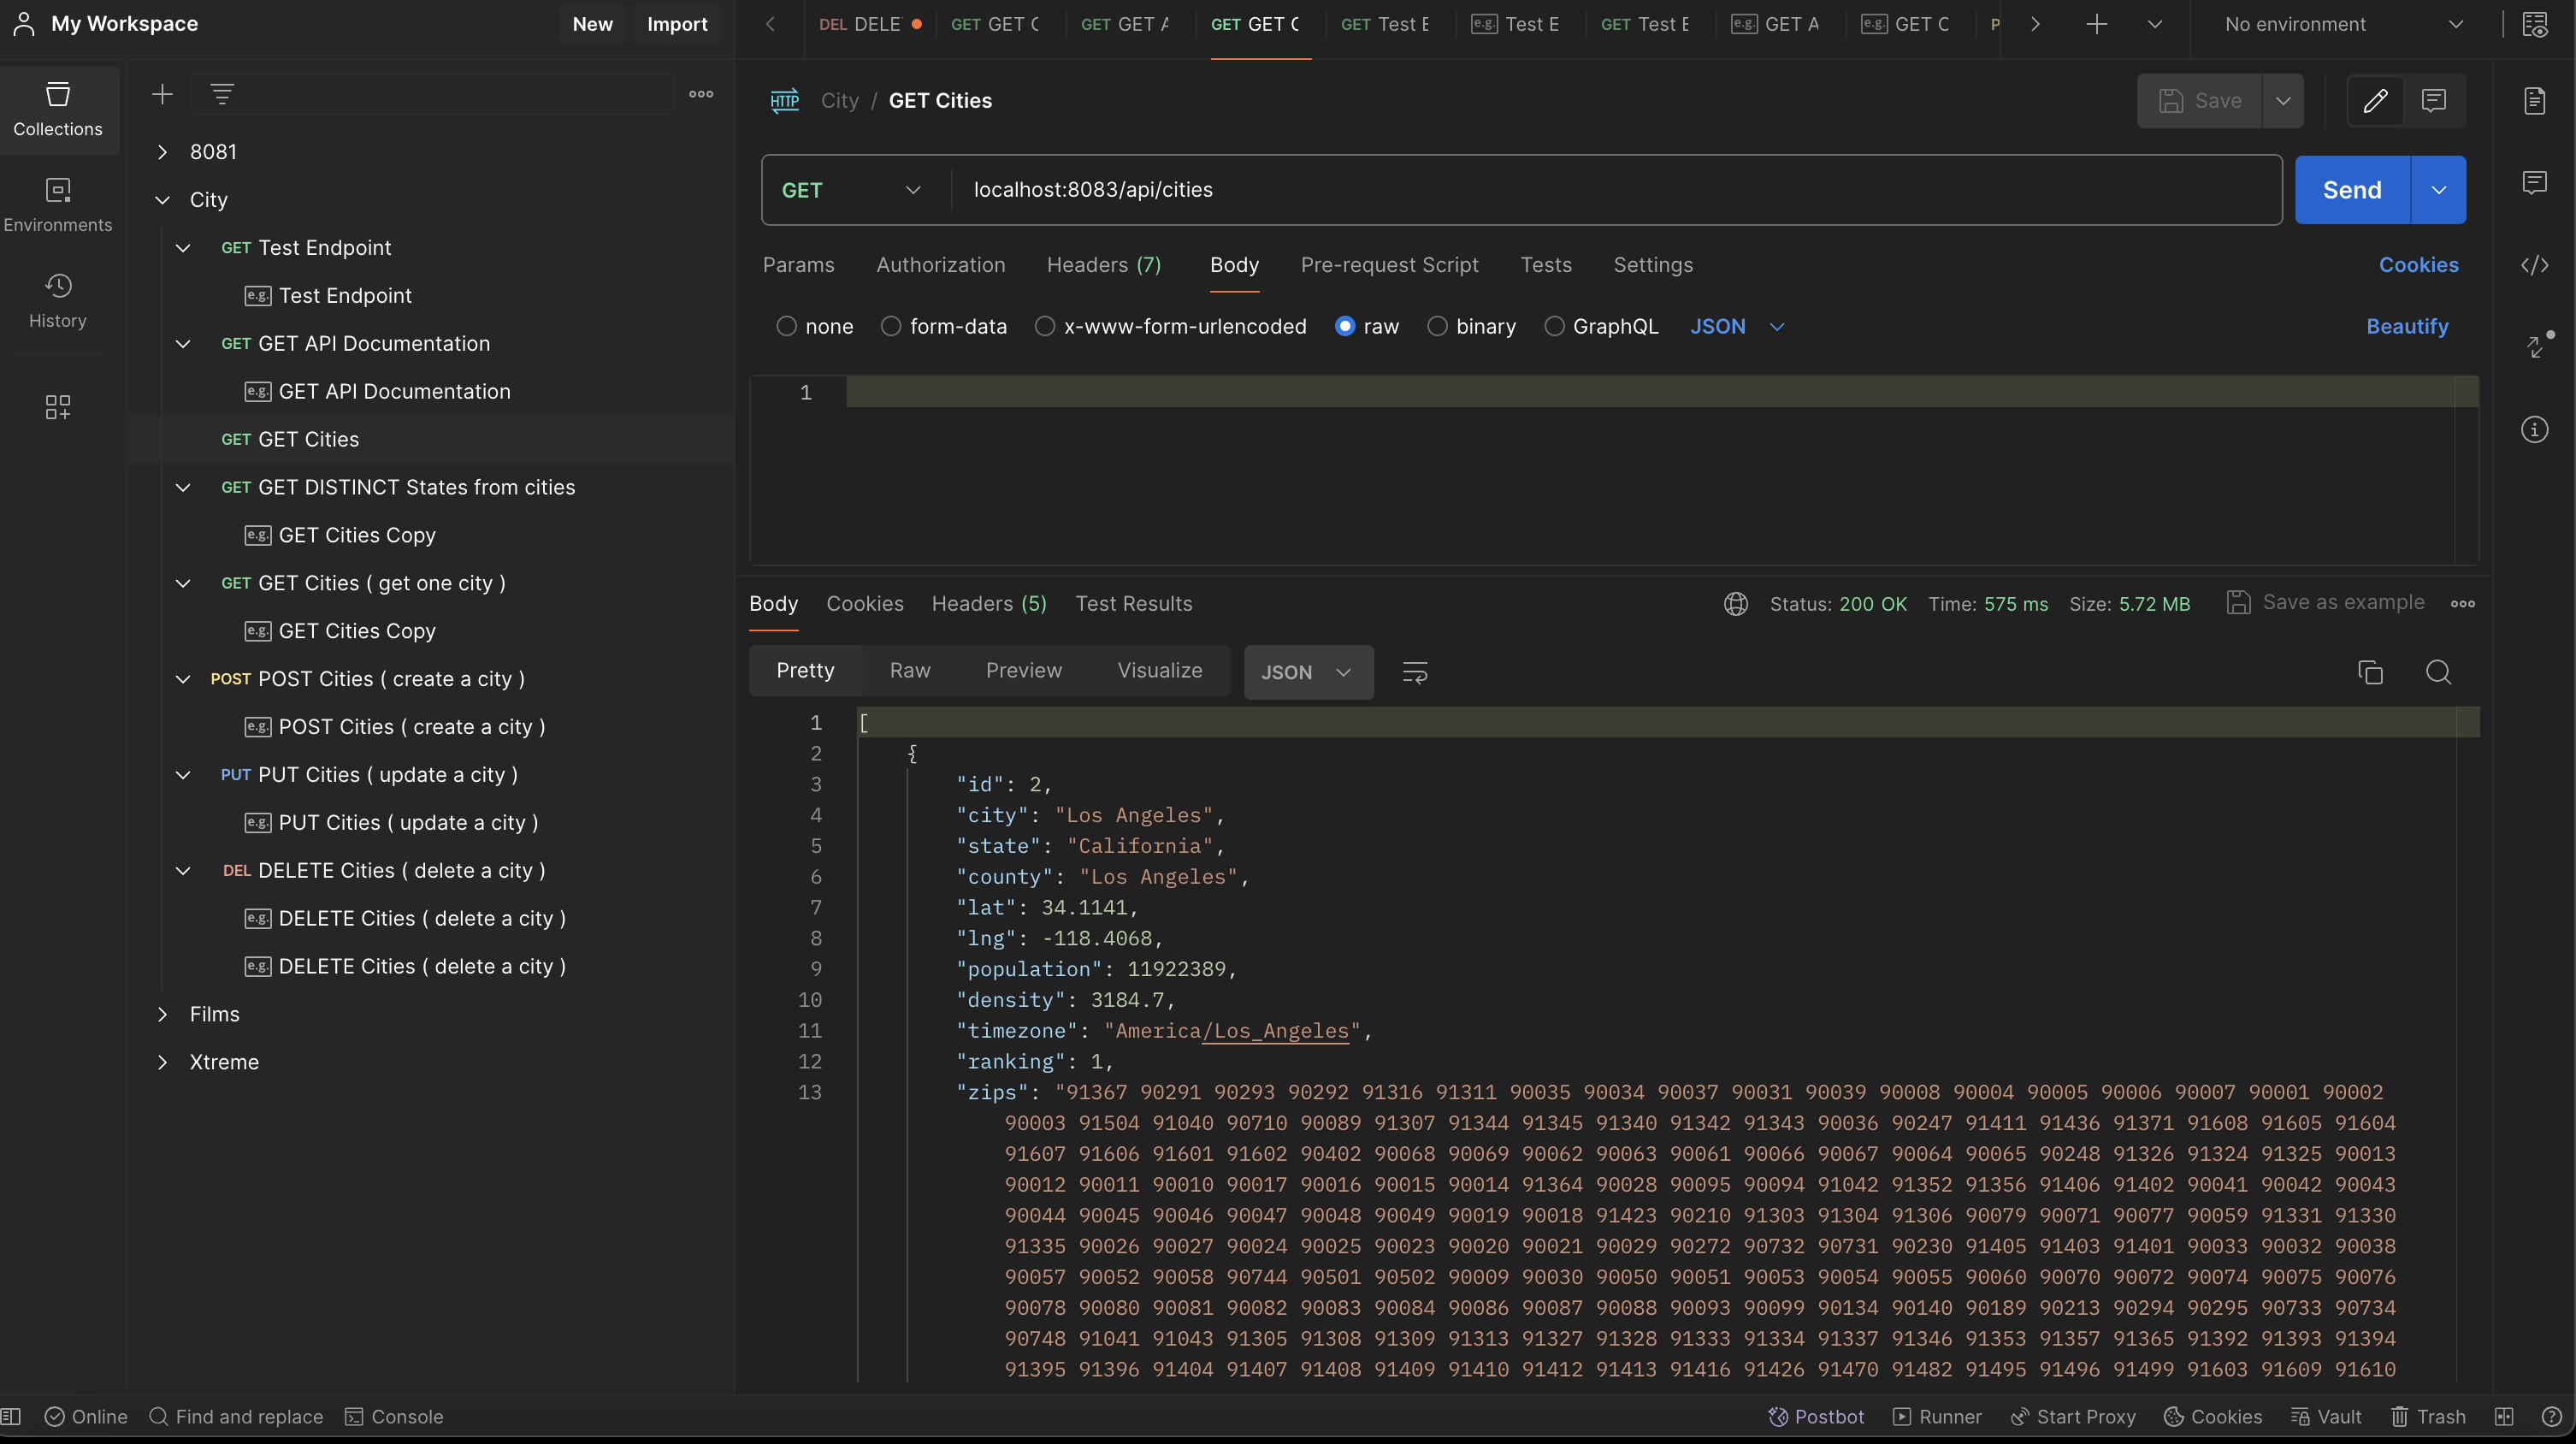 My Workspace
New
Import
DEL DELE
GET GET C
GET GET A
GET GET C
GET Test E
e.g. Test E
GET Test E
e.g. GET A
e.g. GET C
P
No environment
Collections
Environments
History
8081
City
GET Test Endpoint
e.g. Test Endpoint
GET GET API Documentation
e.g. GET API Documentation
GET GET Cities
GET GET DISTINCT States from cities
e.g. GET Cities Copy
GET GET Cities ( get one city )
e.g. GET Cities Copy
POST POST Cities ( create a city )
e.g. POST Cities ( create a city )
PUT PUT Cities ( update a city )
e.g. PUT Cities ( update a city )
DEL DELETE Cities ( delete a city )
e.g. DELETE Cities ( delete a city )
e.g. DELETE Cities ( delete a city )
Films
Xtreme
HTTP City / GET Cities
Save
GET localhost:8083/api/cities
Send
Params Authorization Headers (7) Body Pre-request Script Tests Settings Cookies
none form-data x-www-form-urlencoded raw binary GraphQL JSON Beautify
1
Body Cookies Headers (5) Test Results Status: 200 OK Time: 575 ms Size: 5.72 MB Save as example
Pretty Raw Preview Visualize JSON
1 [
2 {
3 "id": 2,
4 "city": "Los Angeles",
5 "state": "California",
6 "county": "Los Angeles",
7 "lat": 34.1141,
8 "lng": -118.4068,
9 "population": 11922389,
10 "density": 3184.7,
11 "timezone": "America/Los_Angeles",
12 "ranking": 1,
13 "zips": "91367 90291 90293 90292 91316 91311 90035 90034 90037 90031 90039 90008 90004 90005 90006 90007 90001 90002
90003 91504 91040 90710 90089 91307 91344 91345 91340 91342 91343 90036 90247 91411 91436 91371 91608 91605 91604
91607 91606 91601 91602 90402 90068 90069 90062 90063 90061 90066 90067 90064 90065 90248 91326 91324 91325 90013
90012 90011 90010 90017 90016 90015 90014 91364 90028 90095 90094 91042 91352 91356 91406 91402 90041 90042 90043
90044 90045 90046 90047 90048 90049 90019 90018 91423 90210 91303 91304 91306 90079 90071 90077 90059 91331 91330
91335 90026 90027 90024 90025 90023 90020 90021 90029 90272 90732 90731 90230 91405 91403 91401 90033 90032 90038
90057 90052 90058 90744 90501 90502 90009 90030 90050 90051 90053 90054 90055 90060 90070 90072 90074 90075 90076
90078 90080 90081 90082 90083 90084 90086 90087 90088 90093 90099 90134 90140 90189 90213 90294 90295 90733 90734
90748 91041 91043 91305 91308 91309 91313 91327 91328 91333 91334 91337 91346 91353 91357 91365 91392 91393 91394
91395 91396 91404 91407 91408 91409 91410 91412 91413 91416 91426 91470 91482 91495 91496 91499 91603 91609 91610
Online Find and replace Console Postbot Runner Start Proxy Cookies Vault Trash